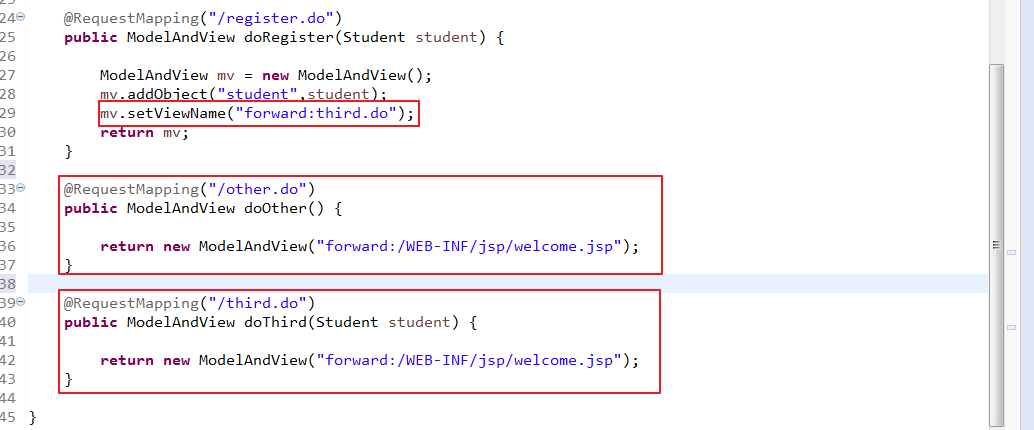 24 @RequestMapping("/register.do")
25 public ModelAndView doRegister(Student student) {
26
27 ModelAndView mv = new ModelAndView();
28 mv.addObject("student",student);
29 mv.setViewName("forward:third.do");
30 return mv;
31 }
32
33 @RequestMapping("/other.do")
34 public ModelAndView doOther() {
35
36 return new ModelAndView("forward:/WEB-INF/jsp/welcome.jsp");
37 }
38
39 @RequestMapping("/third.do")
40 public ModelAndView doThird(Student student) {
41
42 return new ModelAndView("forward:/WEB-INF/jsp/welcome.jsp");
43 }
44
45 }